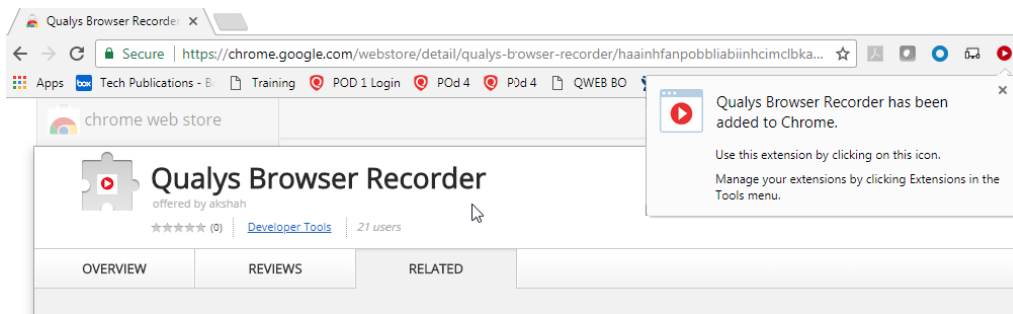 Qualys Browser Recorder
Secure | https://chrome.google.com/webstore/detail/qualys-browser-recorder/haainhfanpobbliabiinhcimclbka...
Apps box Tech Publications - B Training POD 1 Login POd 4 P0d 4 QWEB BO
Qualys Browser Recorder has been
added to Chrome.
Use this extension by clicking on this icon.
Manage your extensions by clicking Extensions in the
Tools menu.
chrome web store
Qualys Browser Recorder
offered by akshah
(0) Developer Tools 21 users
OVERVIEW REVIEWS RELATED